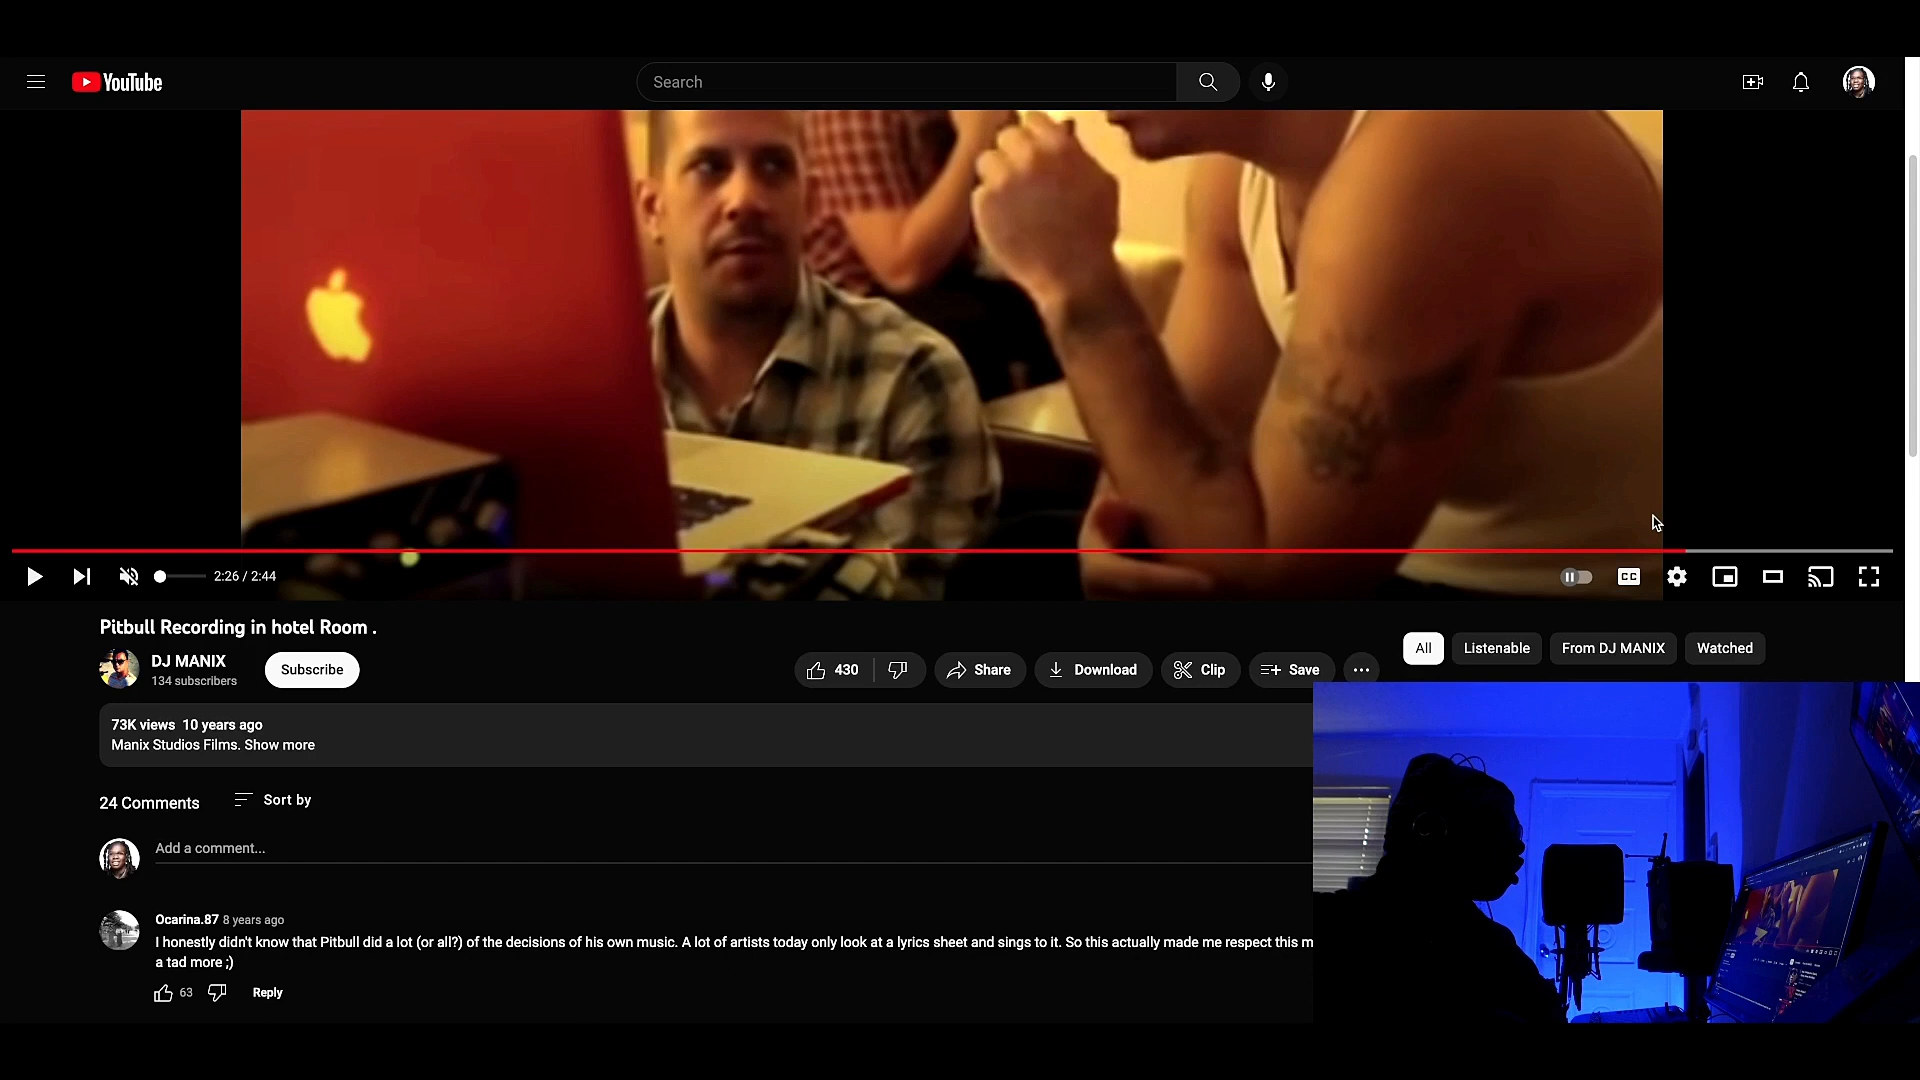 YouTube
Search
2:26 / 2:44
CC
Pitbull Recording in hotel Room .
DJ MANIX
134 subscribers
Subscribe
430
Share
Download
Clip
Save
All
Listenable
From DJ MANIX
Watched
73K views 10 years ago
Manix Studios Films. Show more
24 Comments
Sort by
Add a comment...
Ocarina.87 8 years ago
I honestly didn't know that Pitbull did a lot (or all?) of the decisions of his own music. A lot of artists today only look at a lyrics sheet and sings to it. So this actually made me respect this m
a tad more ;)
63
Reply